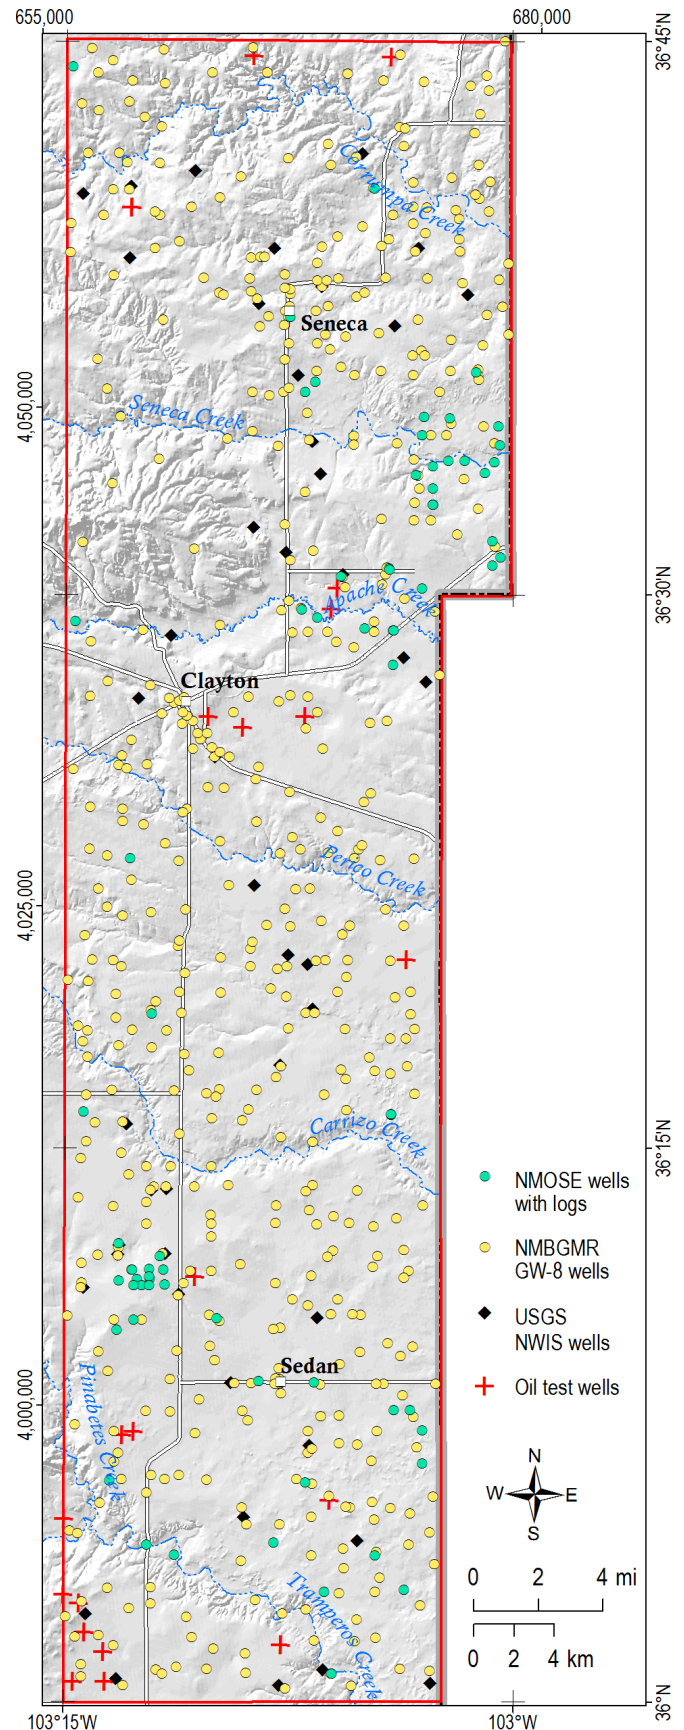 655,000
680,000
36°45'N
Corrumpa Creek
Seneca
4,050,000
Seneca Creek
36°30'N
Apache Creek
Clayton
Perico Creek
4,025,000
Carrizo Creek
36°15'N
NMOSE wells
with logs
NMBGMR
GW-8 wells
USGS
NWIS wells
Oil test wells
Sedan
4,000,000
Pinabetes Creek
N
W
E
S
0 2 4 mi
0 2 4 km
Tramperos Creek
36°N
103°15'W
103°W